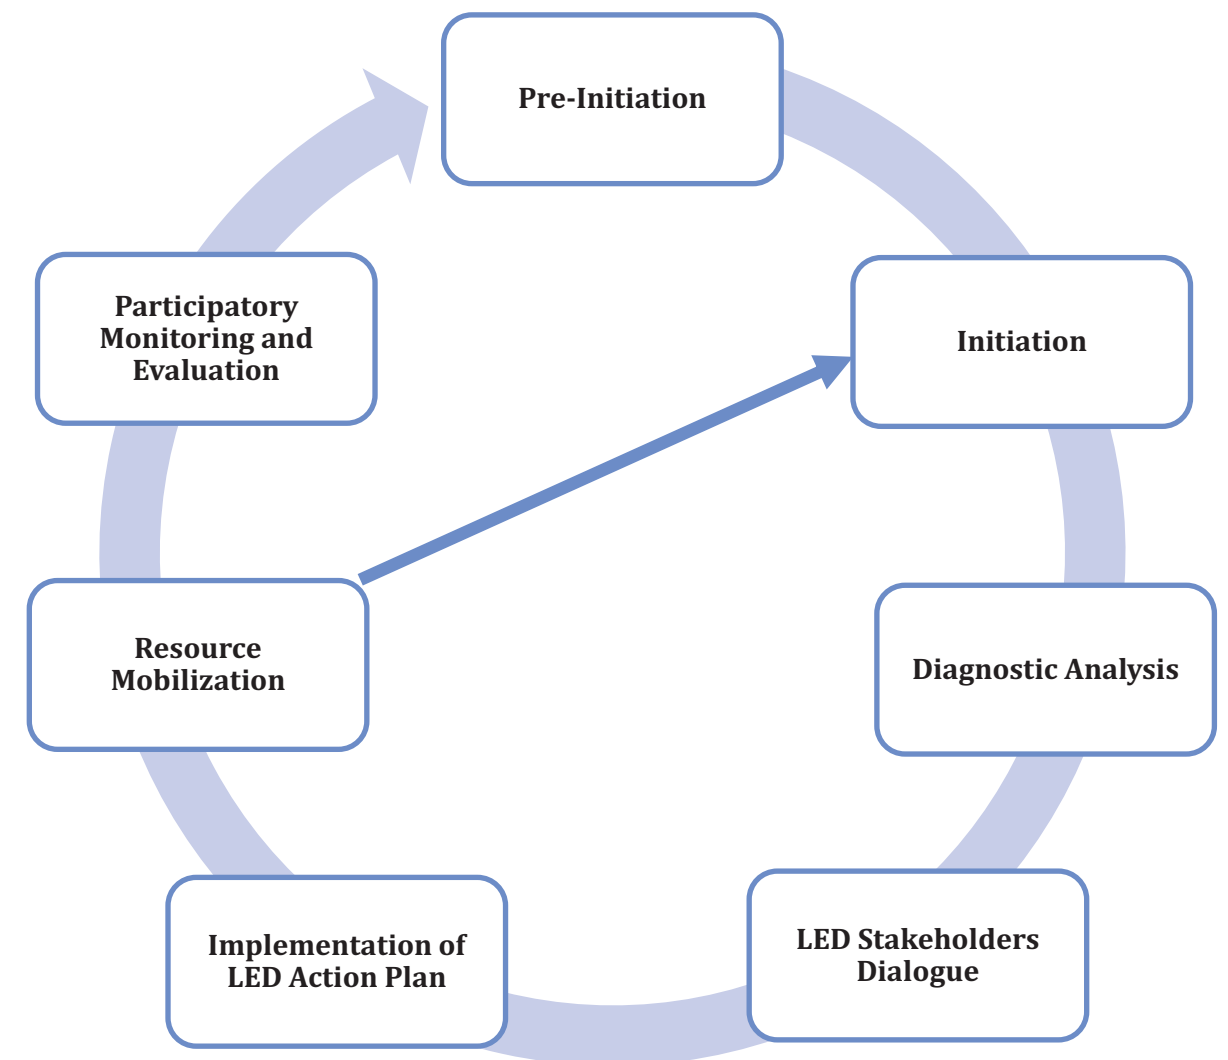 Pre-Initiation
Initiation
Diagnostic Analysis
LED Stakeholders
Dialogue
Implementation of
LED Action Plan
Resource
Mobilization
Participatory
Monitoring and
Evaluation